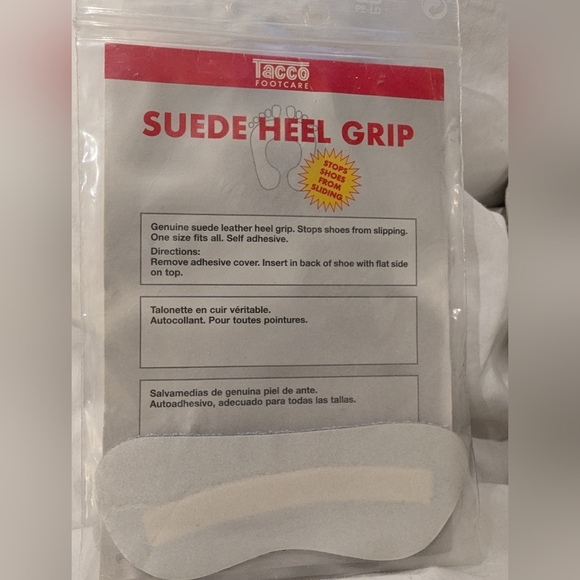 PE-LD
Tacco
FOOTCARE
SUEDE HEEL GRIP
STOPS
SHOES
FROM
SLIDING
Genuine suede leather heel grip. Stops shoes from slipping.
One size fits all. Self adhesive.
Directions:
Remove adhesive cover. Insert in back of shoe with flat side
on top.
Talonette en cuir véritable.
Autocollant. Pour toutes pointures.
Salvamedias de genuina piel de ante.
Autoadhesivo, adecuado para todas las tallas.